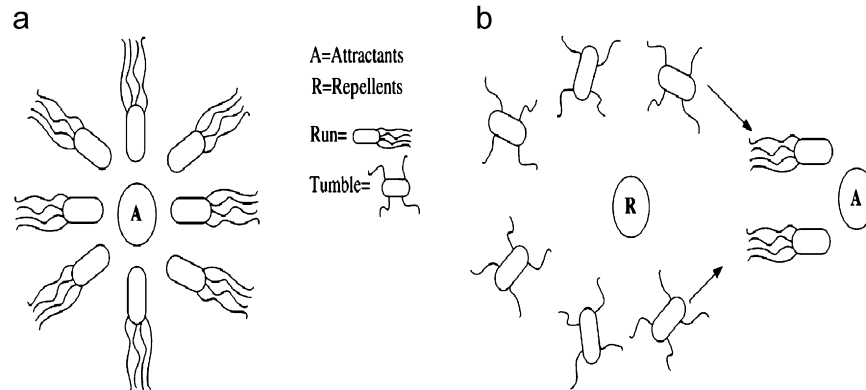 a
A=Attractants
R=Repellents
Run=
Tumble=
A
b
R
A